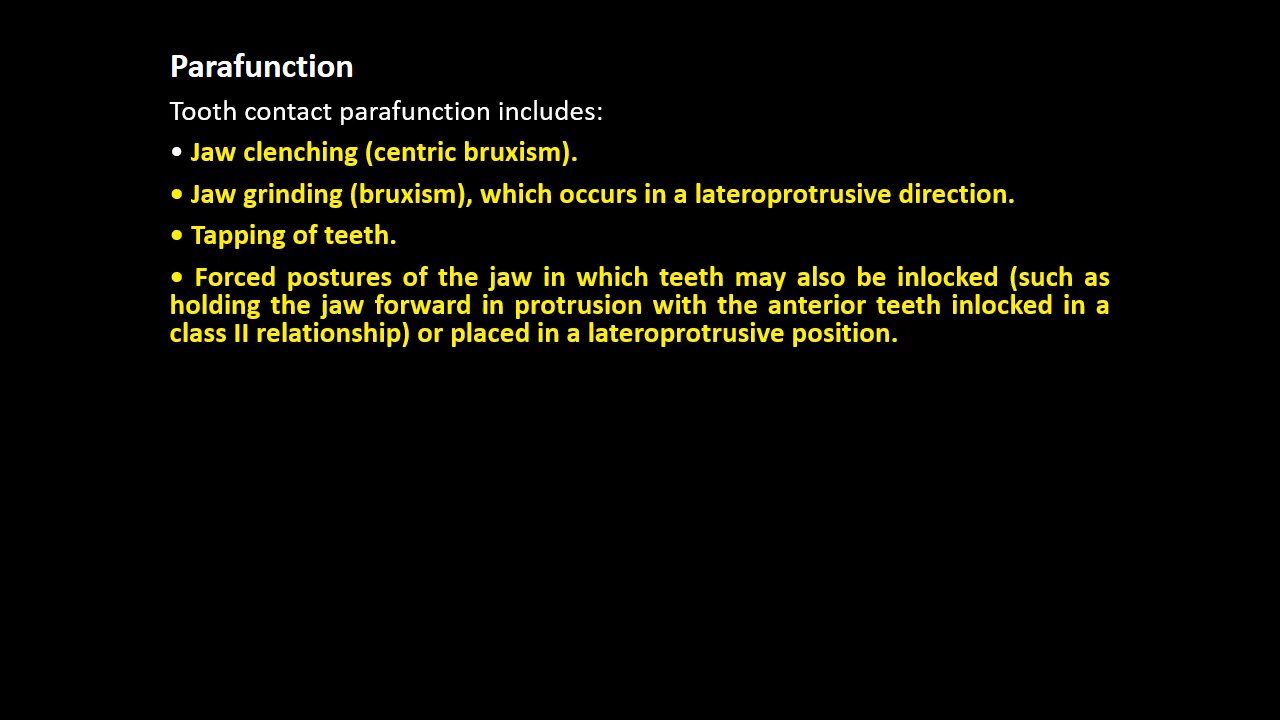 Parafunction
Tooth contact parafunction includes:
• Jaw clenching (centric bruxism).
• Jaw grinding (bruxism), which occurs in a lateroprotrusive direction.
• Tapping of teeth.
• Forced postures of the jaw in which teeth may also be inlocked (such as
holding the jaw forward in protrusion with the anterior teeth inlocked in a
class II relationship) or placed in a lateroprotrusive position.